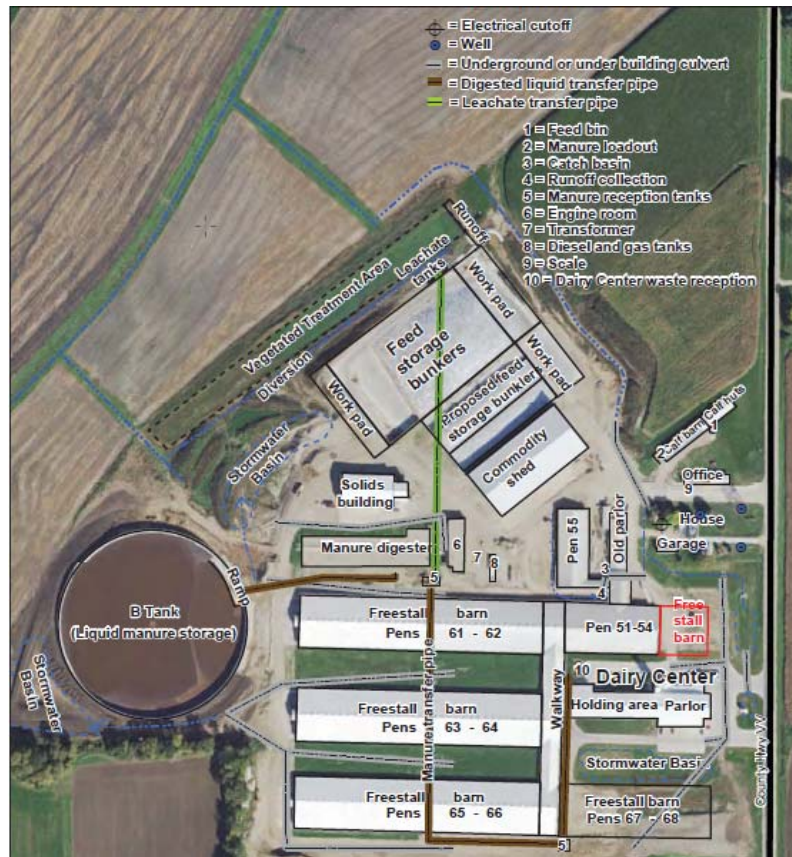 = Electrical cutoff
= Well
= Underground or under building culvert
= Digested liquid transfer pipe
= Leachate transfer pipe
1 = Feed bin
2 = Manure loadout
3 = Catch basin
4 = Runoff collection
5 = Manure reception tanks
6 = Engine room
7 = Transformer
8 = Diesel and gas tanks
9 = Scale
10 = Dairy Center waste reception
Runoff
Leachate
tanks
Vegetated Treatment Area
Diversion
Work pad
Feed
storage
bunkers
Work pad
Work pad
Proposed feed
storage bunkler
Commodity
shed
Stormwater
Basin
Solids
building
Calf barn
Calf huts
1
2
Office
9
House
Garage
Manure digester
6
7
8
5
Pen 55
Old parlor
3
4
Ramp
B Tank
(Liquid manure storage)
Stormwater
Basin
Freestall barn
Pens 61 - 62
Pen 51-54
Free
stall
barn
Manure transfer pipe
Walkway
10
Dairy Center
Holding area
Parlor
Freestall barn
Pens 63 - 64
Stormwater Basi
Freestall barn
Pens 65 - 66
Freestall barn
Pens 67 - 68
5
County Hwy VV